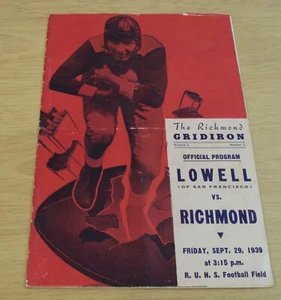 The Richmond
GRIDIRON
OFFICIAL PROGRAM
LOWELL
(OF SAN FRANCISCO)
VS.
RICHMOND
FRIDAY, SEPT. 29, 1939
at 3:15 p.m.
R. U. H. S. Football Field